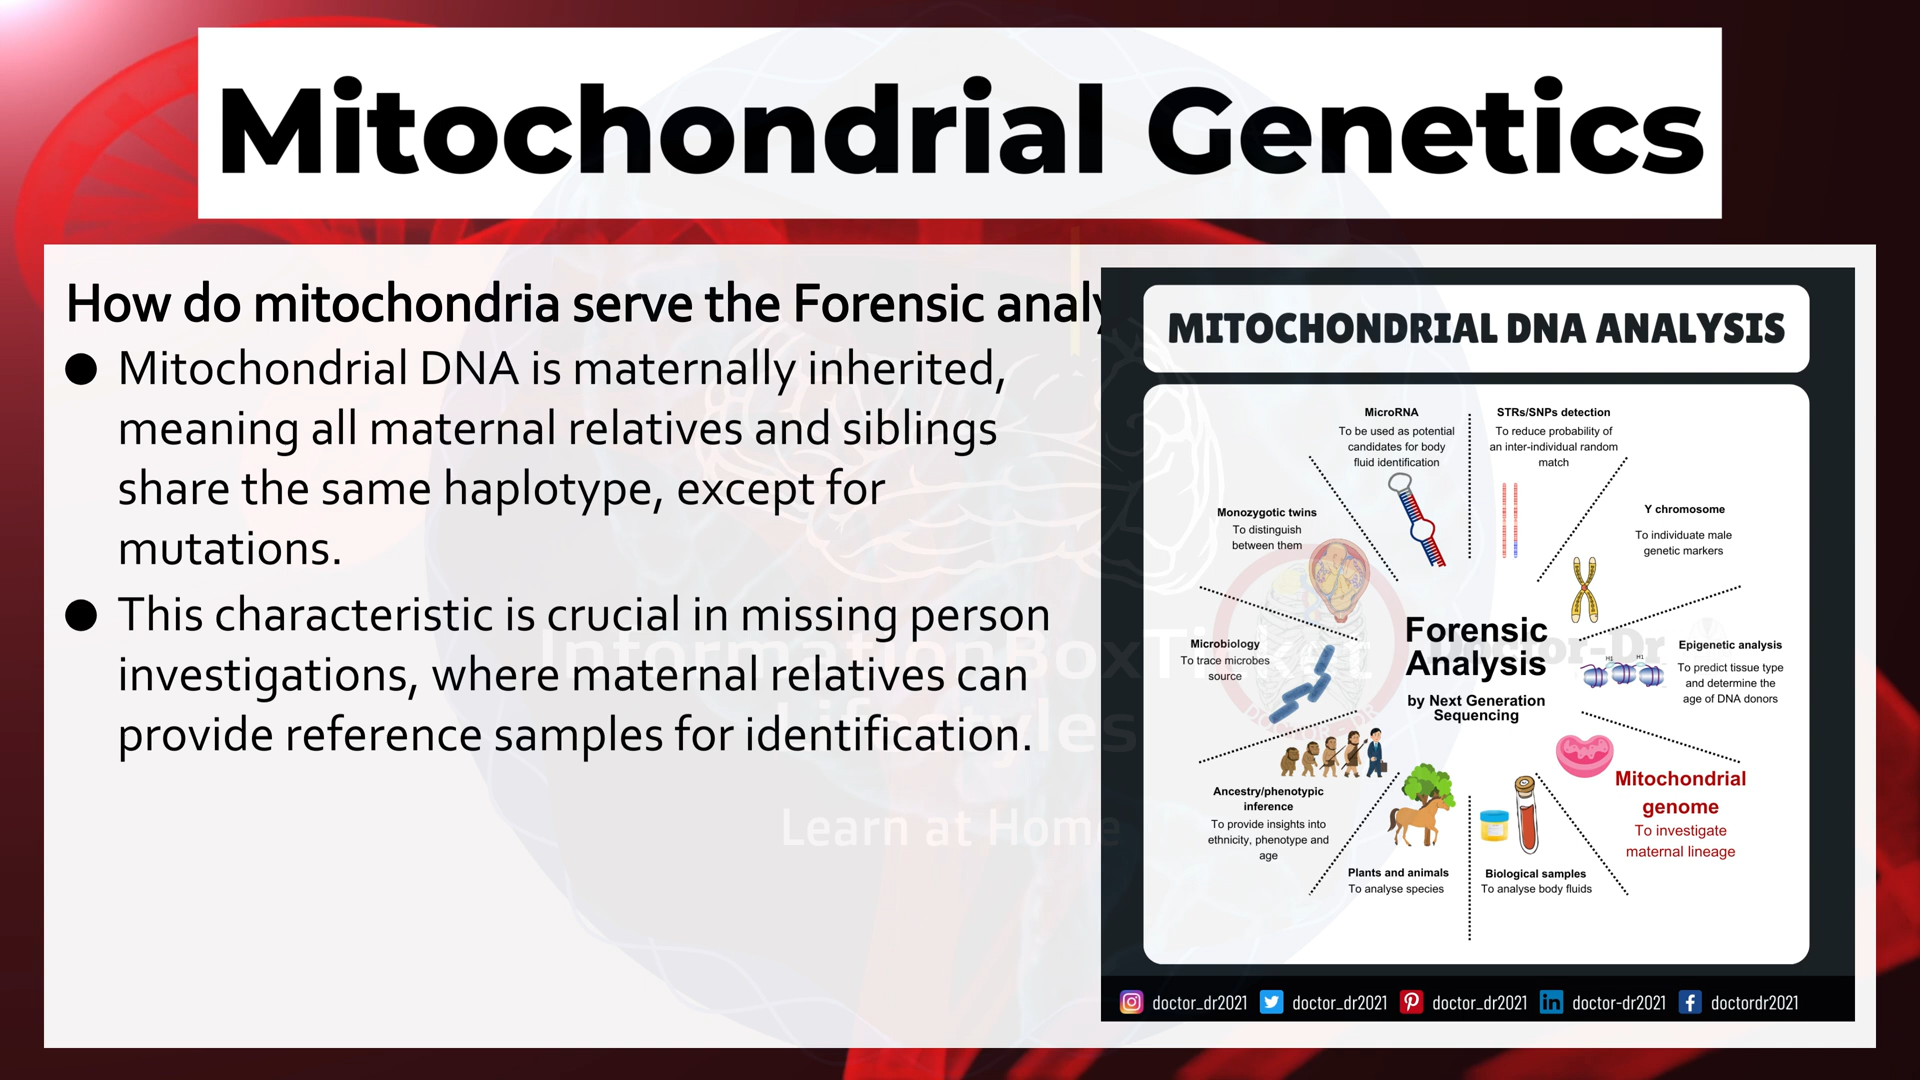 Mitochondrial Genetics
How do mitochondria serve the Forensic
● Mitochondrial DNA is maternally inherited,
meaning all maternal relatives and siblings
share the same haplotype, except for
mutations.
● This characteristic is crucial in missing person
investigations, where maternal relatives can
provide reference samples for identification.
InformationBoxTicket
Lifestyles
Learn at Home
MITOCHONDRIAL DNA ANALYSIS
MicroRNA
To be used as potential
candidates for body
fluid identification
STRs/SNPs detection
To reduce probability of
an inter-individual random
match
Monozygotic twins
To distinguish
between them
Y chromosome
To individuate male
genetic markers
Microbiology
To trace microbes
source
Forensic
Analysis
by Next Generation
Sequencing
Doctor-Dr
H1 H1
Epigenetic analysis
To predict tissue type
and determine the
age of DNA donors
Ancestry/phenotypic
inference
To provide insights into
ethnicity, phenotype and
age
Mitochondrial
genome
To investigate
maternal lineage
Plants and animals
To analyse species
Biological samples
To analyse body fluids
doctor_dr2021 doctor_dr2021 doctor_dr2021 doctor-dr2021 doctordr2021